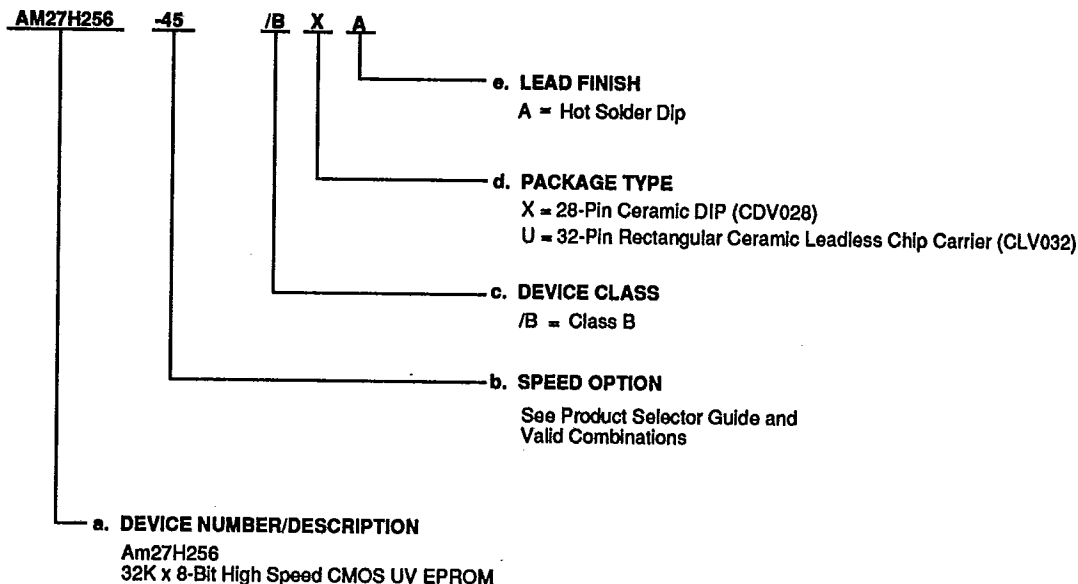 AM27H256 -45 /B X A
e. LEAD FINISH
A = Hot Solder Dip
d. PACKAGE TYPE
X = 28-Pin Ceramic DIP (CDV028)
U = 32-Pin Rectangular Ceramic Leadless Chip Carrier (CLV032)
c. DEVICE CLASS
/B = Class B
b. SPEED OPTION
See Product Selector Guide and
Valid Combinations
a. DEVICE NUMBER/DESCRIPTION
Am27H256
32K x 8-Bit High Speed CMOS UV EPROM